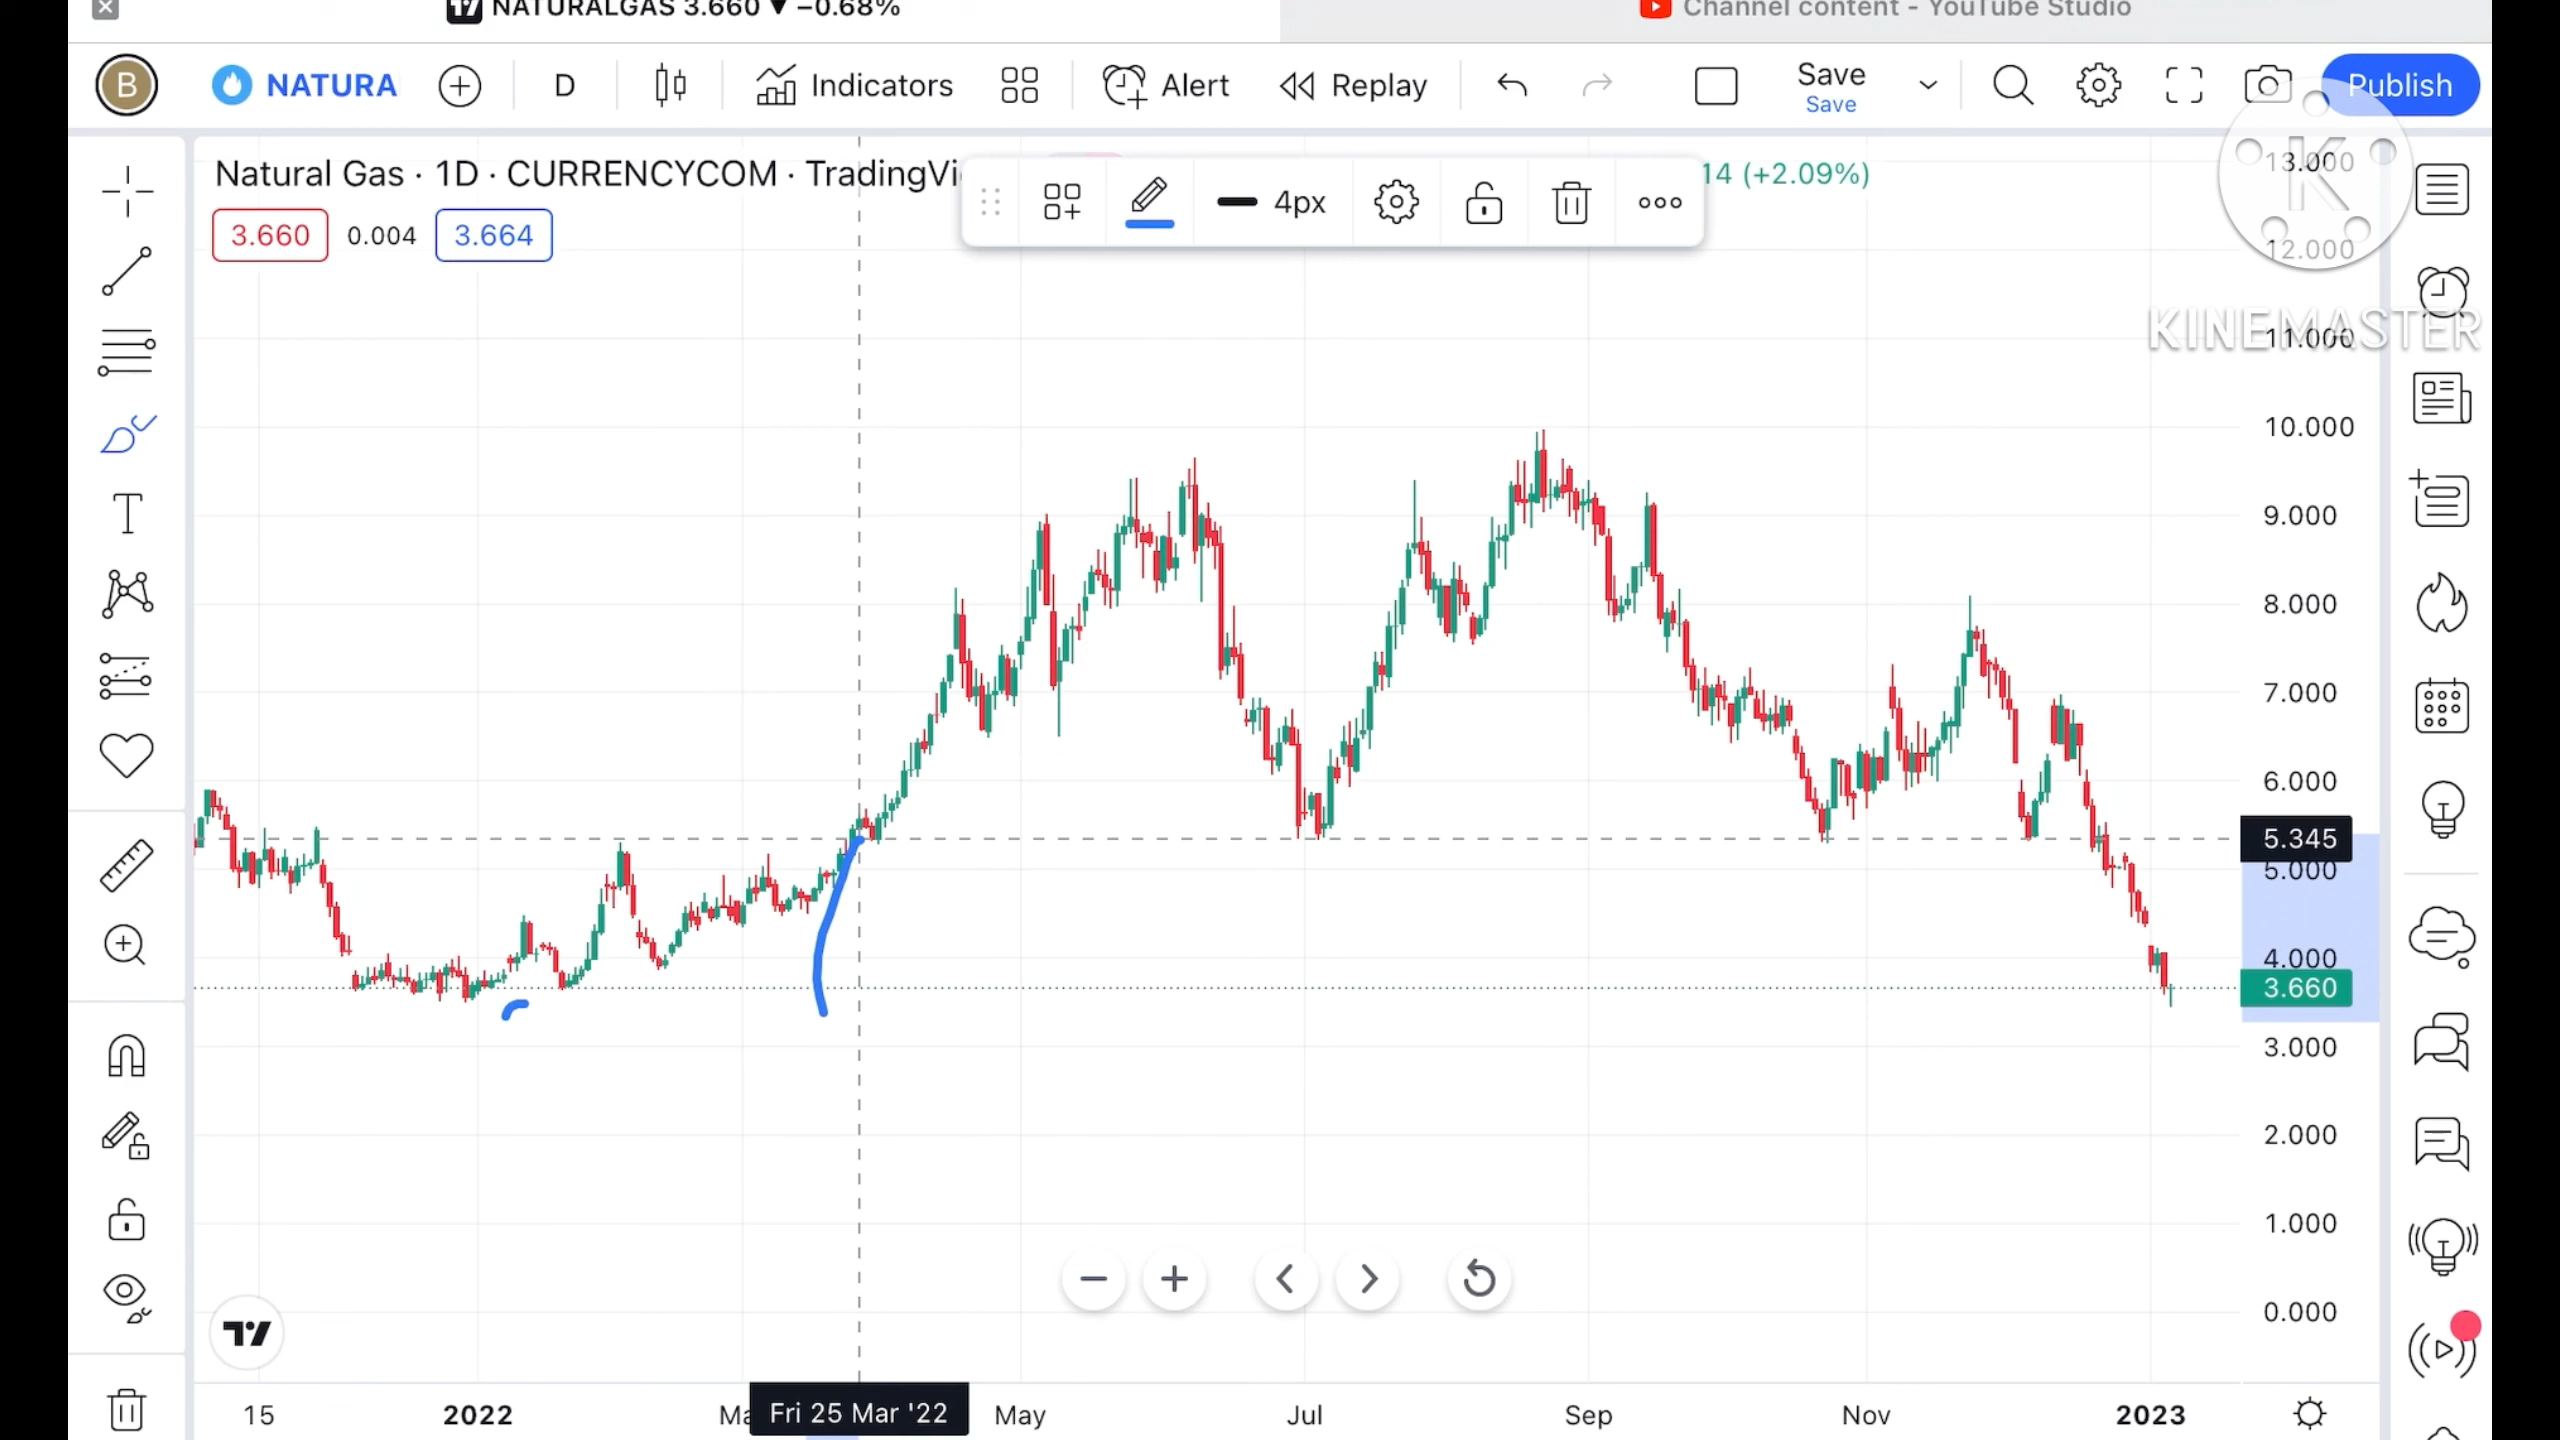 NATURALGAS 3.660 ▼ −0.68%
Channel content - YouTube Studio
B
NATURA
D
Indicators
Alert
Replay
Save
Save
Publish
Natural Gas · 1D · CURRENCYCOM · TradingVi
4px
14 (+2.09%)
3.660
0.004
3.664
K
KINEMASTER
13.000
12.000
11.000
10.000
9.000
8.000
7.000
6.000
5.345
5.000
4.000
3.660
3.000
2.000
1.000
0.000
15
2022
Ma
Fri 25 Mar '22
May
Jul
Sep
Nov
2023